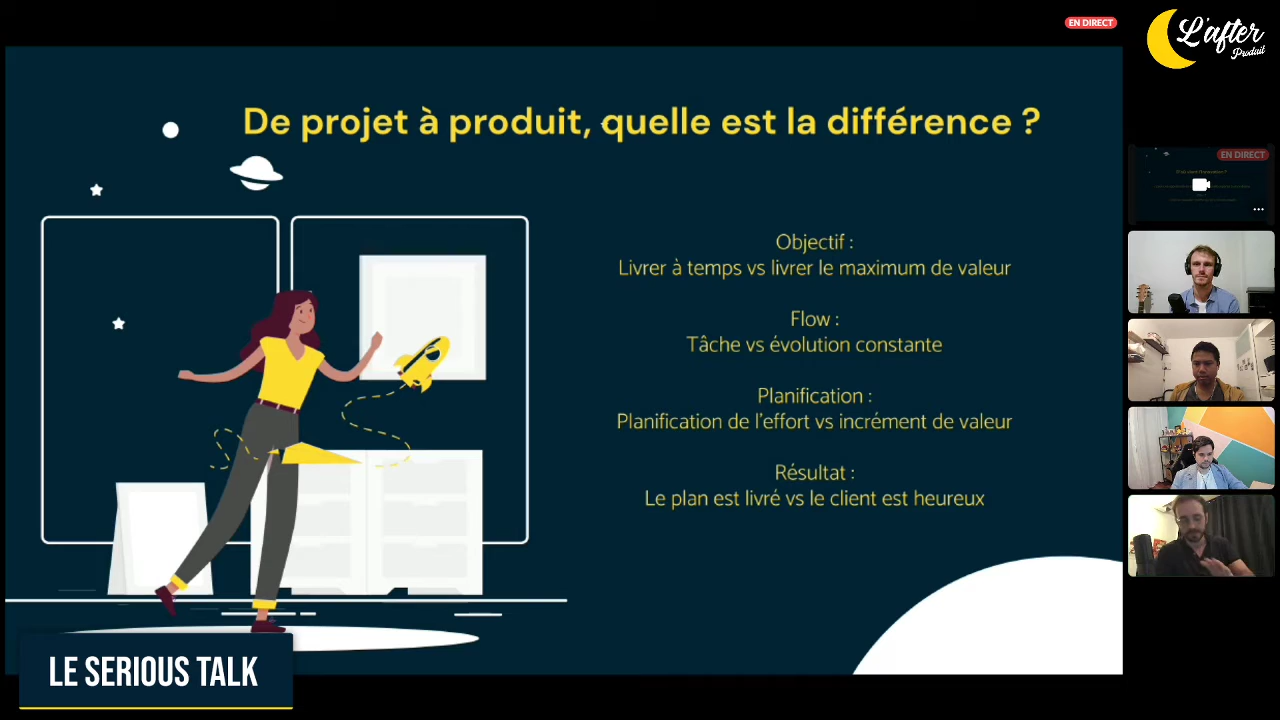 EN DIRECT
L'after
Produit
De projet à produit, quelle est la différence ?
EN DIRECT
Objectif :
Livrer à temps vs livrer le maximum de valeur
Flow :
Tâche vs évolution constante
Planification :
Planification de l'effort vs incrément de valeur
Résultat :
Le plan est livré vs le client est heureux
LE SERIOUS TALK